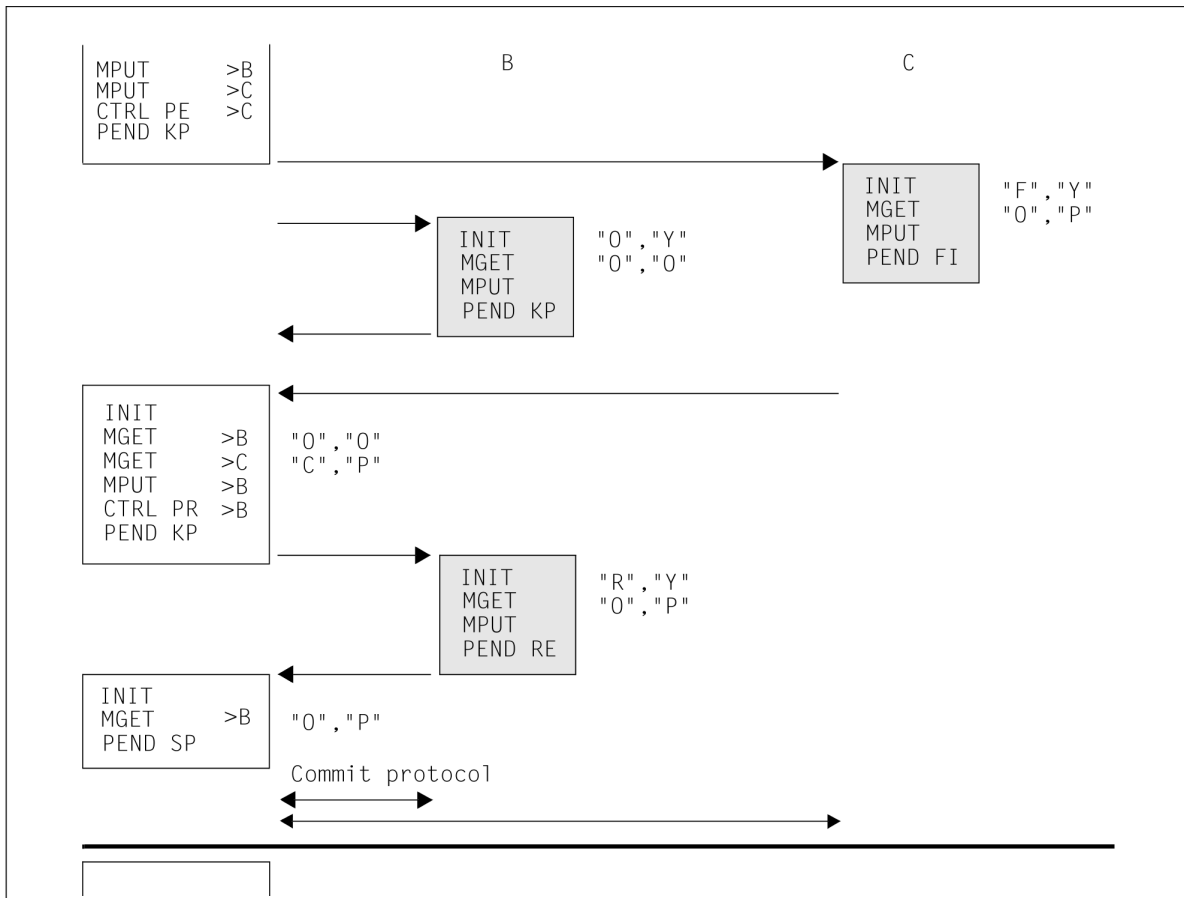 B
C
MPUT >B
MPUT >C
CTRL PE >C
PEND KP
INIT
MGET
MPUT
PEND FI
"F","Y"
"O","P"
INIT
MGET
MPUT
PEND KP
"O","Y"
"O","O"
INIT
MGET >B
MGET >C
MPUT >B
CTRL PR >B
PEND KP
"O","O"
"C","P"
INIT
MGET
MPUT
PEND RE
"R","Y"
"O","P"
INIT
MGET >B
PEND SP
"O","P"
Commit protocol